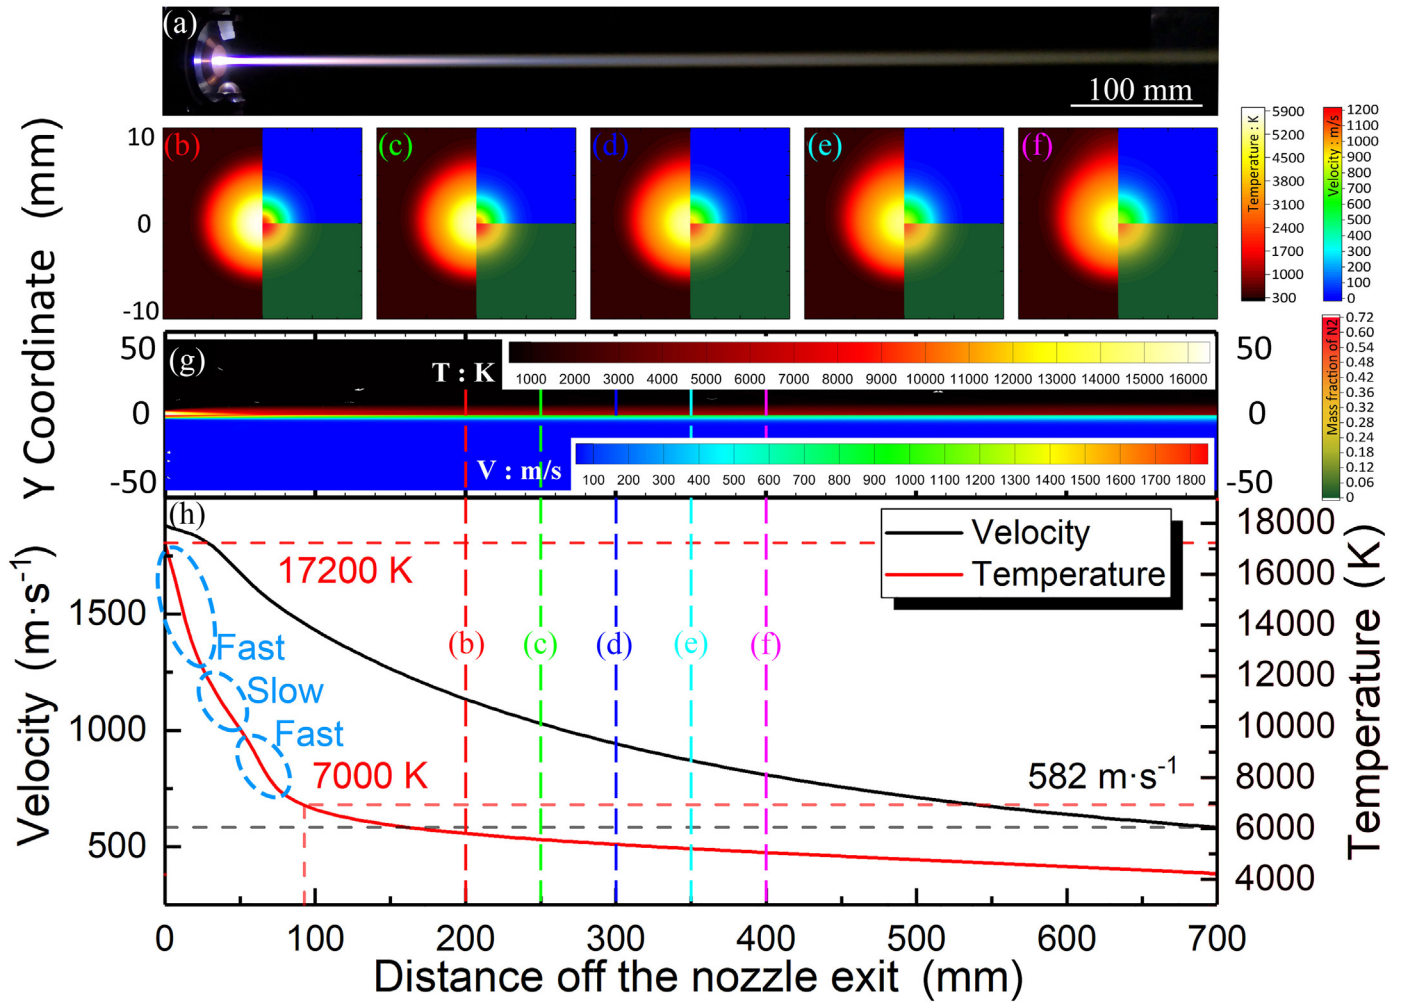 (a)
100 mm
(b)
(c)
(d)
(e)
(f)
Y Coordinate (mm)
10
0
-10
Temperature : K
5900
5200
4500
3400
2400
1700
1000
300
Velocity : m/s
1200
1100
1000
900
800
700
600
500
400
300
200
100
0
Mass fraction of N2
0.72
0.60
0.54
0.48
0.42
0.36
0.32
0.28
0.24
0.18
0.12
0.06
0
(g)
50
0
-50
50
0
-50
T : K
1000 2000 3000 4000 5000 6000 7000 8000 9000 10000 11000 12000 13000 14000 15000 16000
V : m/s
100 200 300 400 500 600 700 800 900 1000 1100 1200 1300 1400 1500 1600 1700 1800
(h)
Velocity (m·s-1)
1500
1000
500
Temperature (K)
18000
16000
14000
12000
10000
8000
6000
4000
Velocity
Temperature
17200 K
Fast
Slow
Fast
7000 K
(b)
(c)
(d)
(e)
(f)
582 m·s-1
0 100 200 300 400 500 600 700
Distance off the nozzle exit (mm)